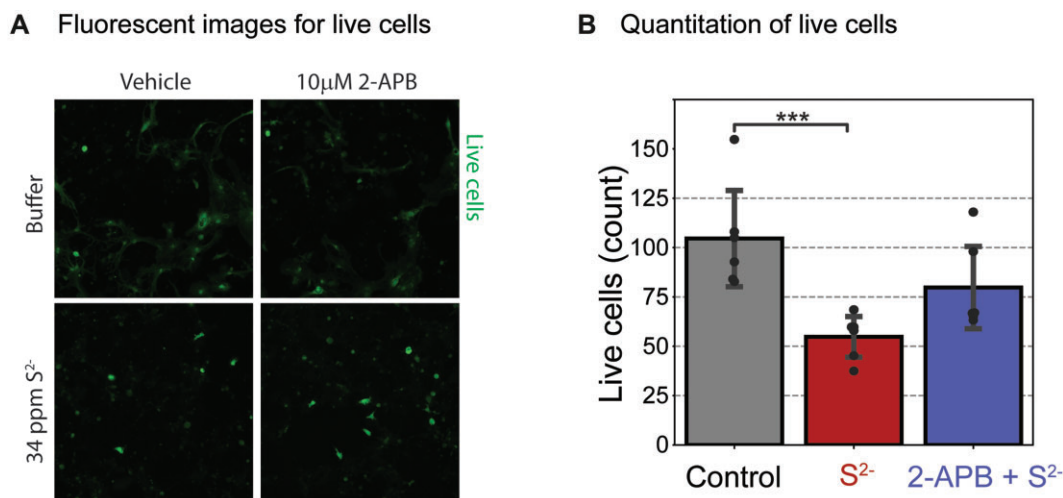 A Fluorescent images for live cells
Vehicle
10µM 2-APB
Buffer
34 ppm S²⁻
Live cells
B Quantitation of live cells
***
Live cells (count)
150
125
100
75
50
25
0
Control
S²⁻
2-APB + S²⁻